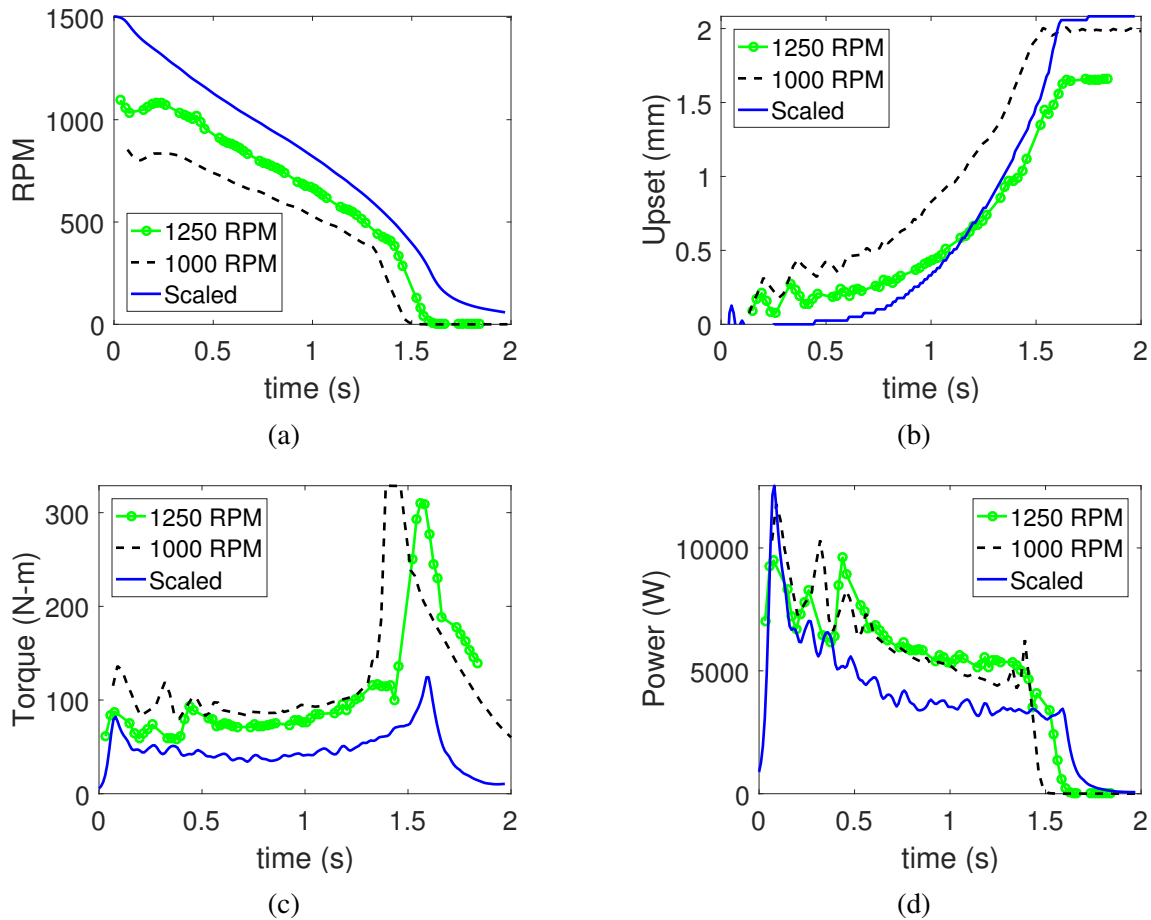 1500
1000
500
0
RPM
1250 RPM
1000 RPM
Scaled
0 0.5 1 1.5 2
time (s)
(a)
2
1.5
1
0.5
0
Upset (mm)
1250 RPM
1000 RPM
Scaled
0 0.5 1 1.5 2
time (s)
(b)
300
200
100
0
Torque (N-m)
1250 RPM
1000 RPM
Scaled
0 0.5 1 1.5 2
time (s)
(c)
10000
5000
0
Power (W)
1250 RPM
1000 RPM
Scaled
0 0.5 1 1.5 2
time (s)
(d)